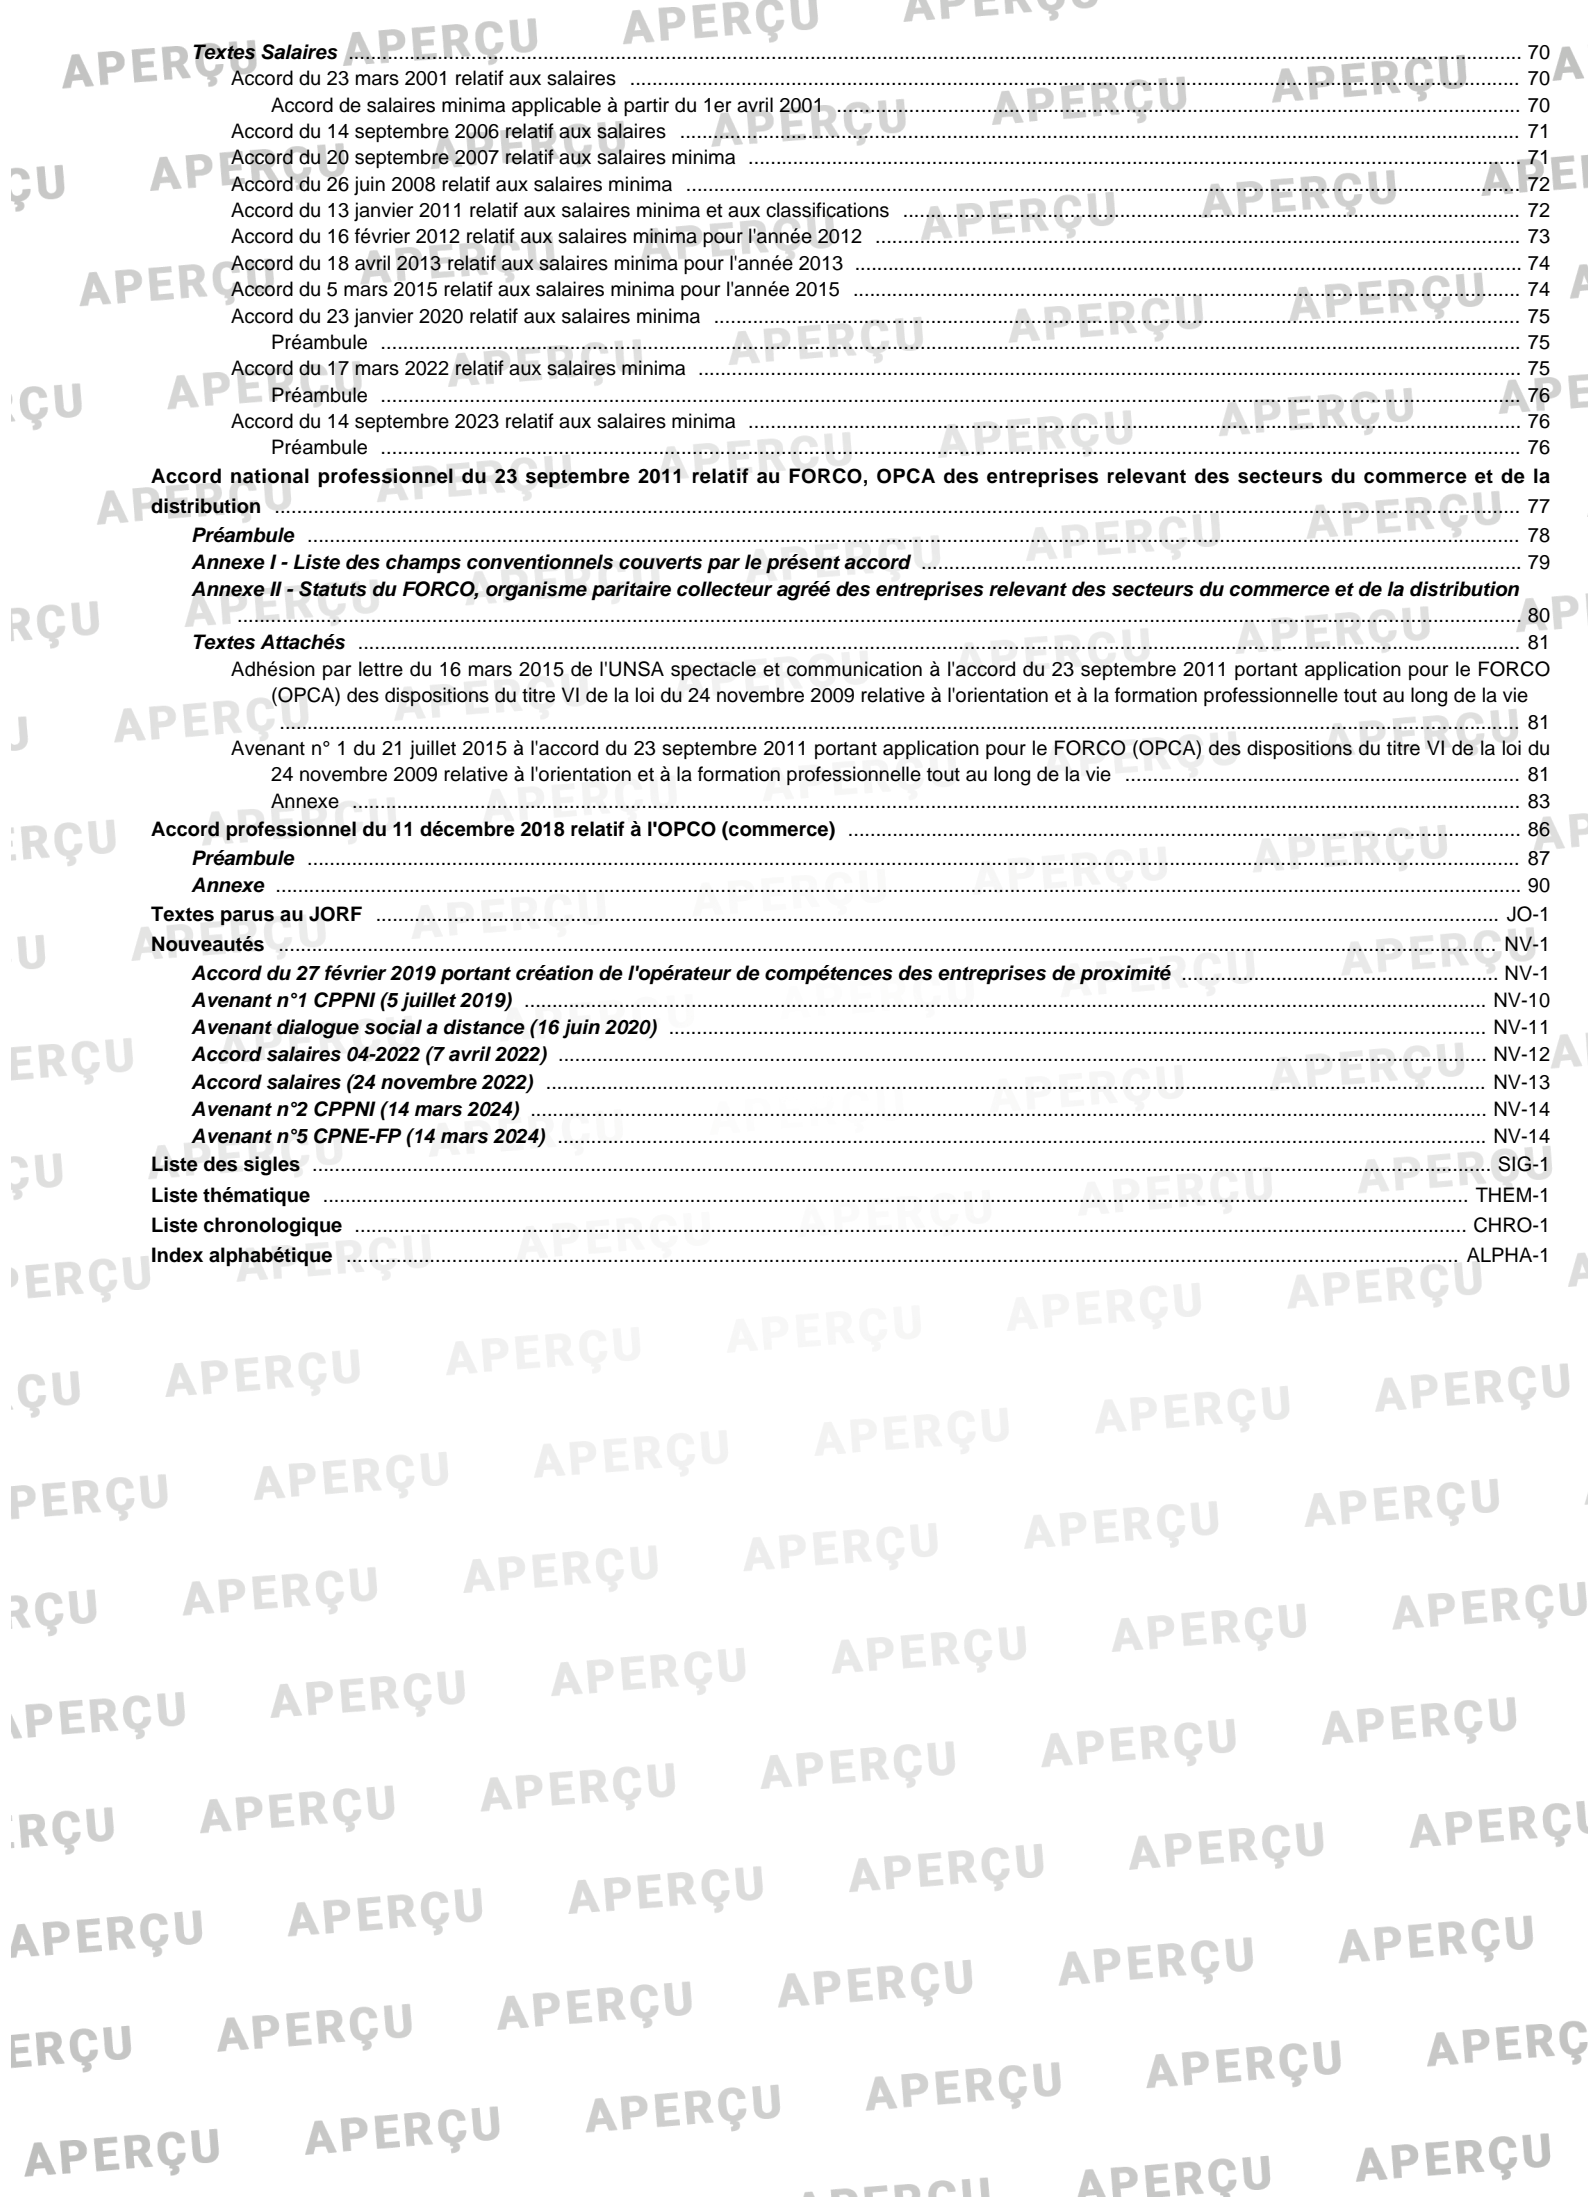 Textes Salaires ........ 70
Accord du 23 mars 2001 relatif aux salaires ........ 70
Accord de salaires minima applicable à partir du 1er avril 2001 ........ 70
Accord du 14 septembre 2006 relatif aux salaires ........ 71
Accord du 20 septembre 2007 relatif aux salaires minima ........ 71
Accord du 26 juin 2008 relatif aux salaires minima ........ 72
Accord du 13 janvier 2011 relatif aux salaires minima et aux classifications ........ 72
Accord du 16 février 2012 relatif aux salaires minima pour l'année 2012 ........ 73
Accord du 18 avril 2013 relatif aux salaires minima pour l'année 2013 ........ 74
Accord du 5 mars 2015 relatif aux salaires minima pour l'année 2015 ........ 74
Accord du 23 janvier 2020 relatif aux salaires minima ........ 75
Préambule ........ 75
Accord du 17 mars 2022 relatif aux salaires minima ........ 75
Préambule ........ 76
Accord du 14 septembre 2023 relatif aux salaires minima ........ 76
Préambule ........ 76
Accord national professionnel du 23 septembre 2011 relatif au FORCO, OPCA des entreprises relevant des secteurs du commerce et de la
distribution ........ 77
Préambule ........ 78
Annexe I - Liste des champs conventionnels couverts par le présent accord ........ 79
Annexe II - Statuts du FORCO, organisme paritaire collecteur agréé des entreprises relevant des secteurs du commerce et de la distribution
........ 80
Textes Attachés ........ 81
Adhésion par lettre du 16 mars 2015 de l'UNSA spectacle et communication à l'accord du 23 septembre 2011 portant application pour le FORCO
(OPCA) des dispositions du titre VI de la loi du 24 novembre 2009 relative à l'orientation et à la formation professionnelle tout au long de la vie
........ 81
Avenant n° 1 du 21 juillet 2015 à l'accord du 23 septembre 2011 portant application pour le FORCO (OPCA) des dispositions du titre VI de la loi du
24 novembre 2009 relative à l'orientation et à la formation professionnelle tout au long de la vie ........ 81
Annexe ........ 83
Accord professionnel du 11 décembre 2018 relatif à l'OPCO (commerce) ........ 86
Préambule ........ 87
Annexe ........ 90
Textes parus au JORF ........ JO-1
Nouveautés ........ NV-1
Accord du 27 février 2019 portant création de l'opérateur de compétences des entreprises de proximité ........ NV-1
Avenant n°1 CPPNI (5 juillet 2019) ........ NV-10
Avenant dialogue social a distance (16 juin 2020) ........ NV-11
Accord salaires 04-2022 (7 avril 2022) ........ NV-12
Accord salaires (24 novembre 2022) ........ NV-13
Avenant n°2 CPPNI (14 mars 2024) ........ NV-14
Avenant n°5 CPNE-FP (14 mars 2024) ........ NV-14
Liste des sigles ........ SIG-1
Liste thématique ........ THEM-1
Liste chronologique ........ CHRO-1
Index alphabétique ........ ALPHA-1
APERÇU